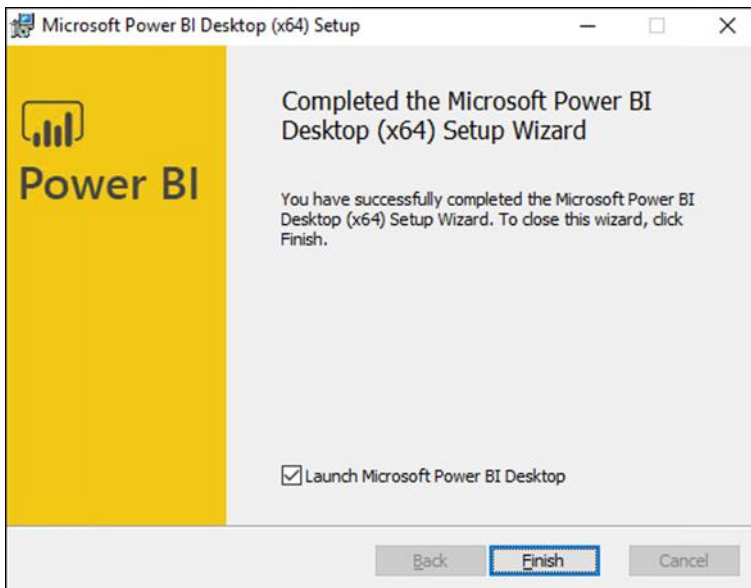 Microsoft Power BI Desktop (x64) Setup
Power BI
Completed the Microsoft Power BI
Desktop (x64) Setup Wizard
You have successfully completed the Microsoft Power BI
Desktop (x64) Setup Wizard. To close this wizard, click
Finish.
Launch Microsoft Power BI Desktop
Back
Finish
Cancel